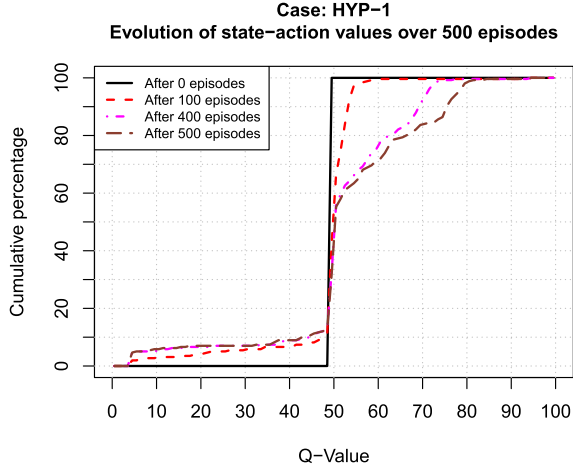 Case: HYP−1
Evolution of state−action values over 500 episodes
After 0 episodes
After 100 episodes
After 400 episodes
After 500 episodes
Cumulative percentage
100
80
60
40
20
0
0 10 20 30 40 50 60 70 80 90 100
Q−Value